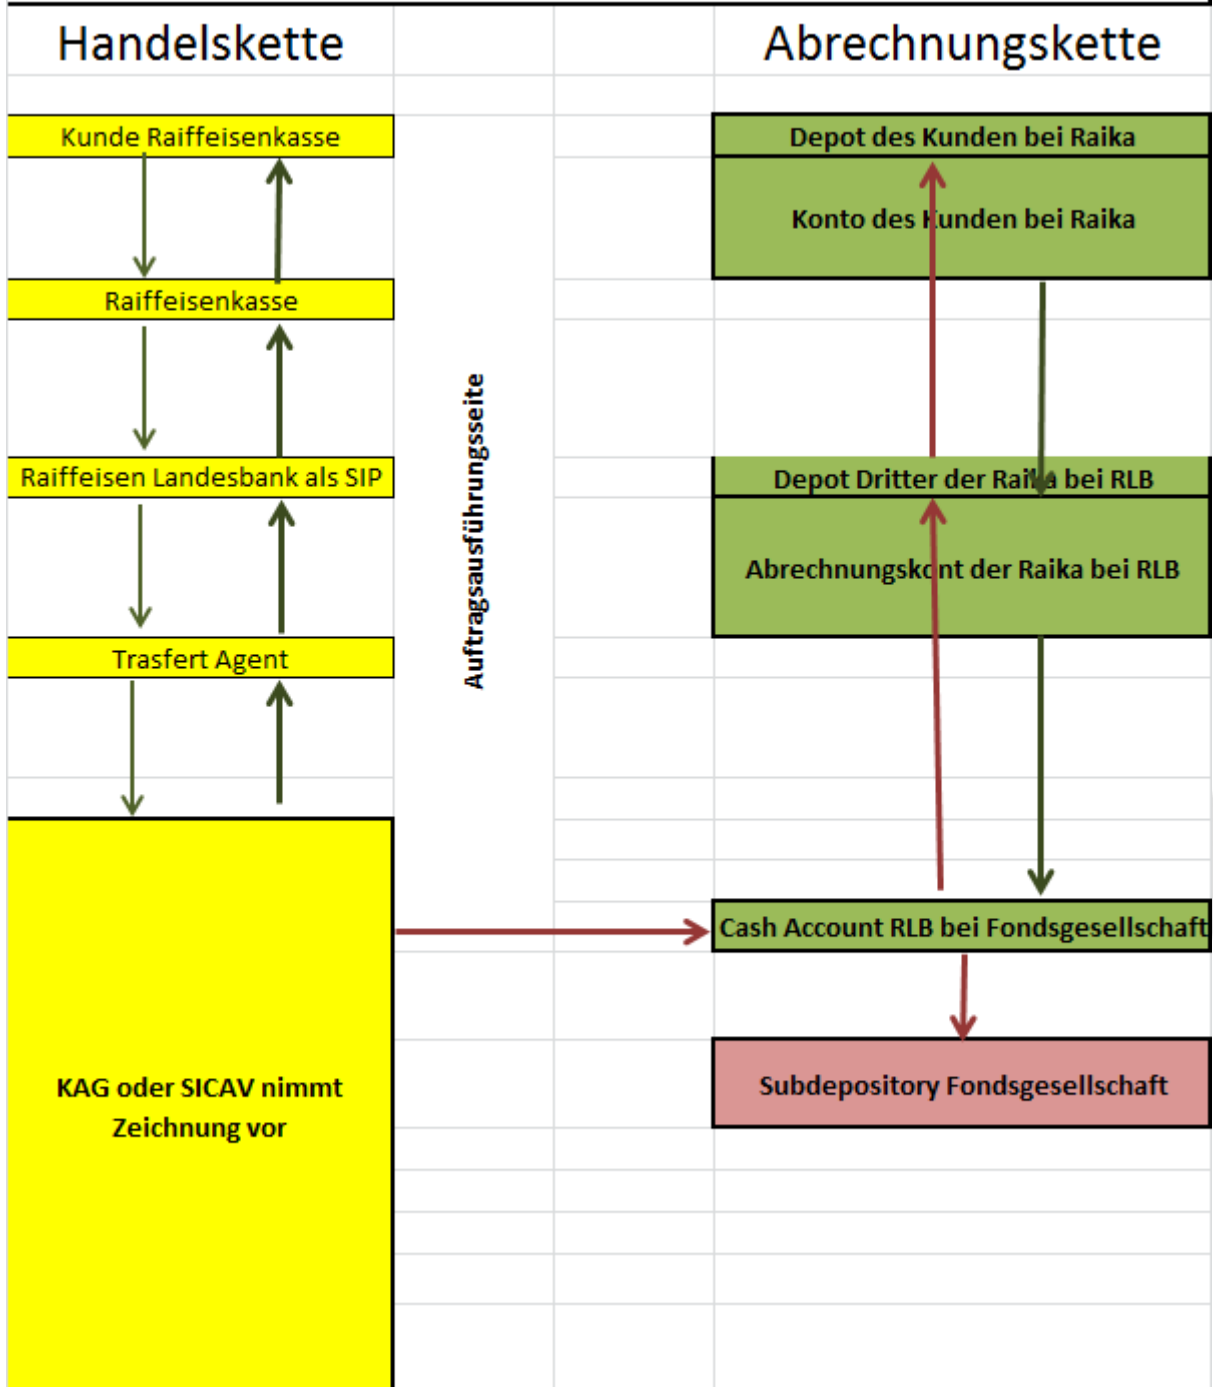 Handelskette
Abrechnungskette
Kunde Raiffeisenkasse
Depot des Kunden bei Raika
Konto des Kunden bei Raika
Raiffeisenkasse
Auftragsausführungsseite
Raiffeisen Landesbank als SIP
Depot Dritter der Raika bei RLB
Abrechnungskont der Raika bei RLB
Trasfert Agent
Cash Account RLB bei Fondsgesellschaft
KAG oder SICAV nimmt
Zeichnung vor
Subdepository Fondsgesellschaft